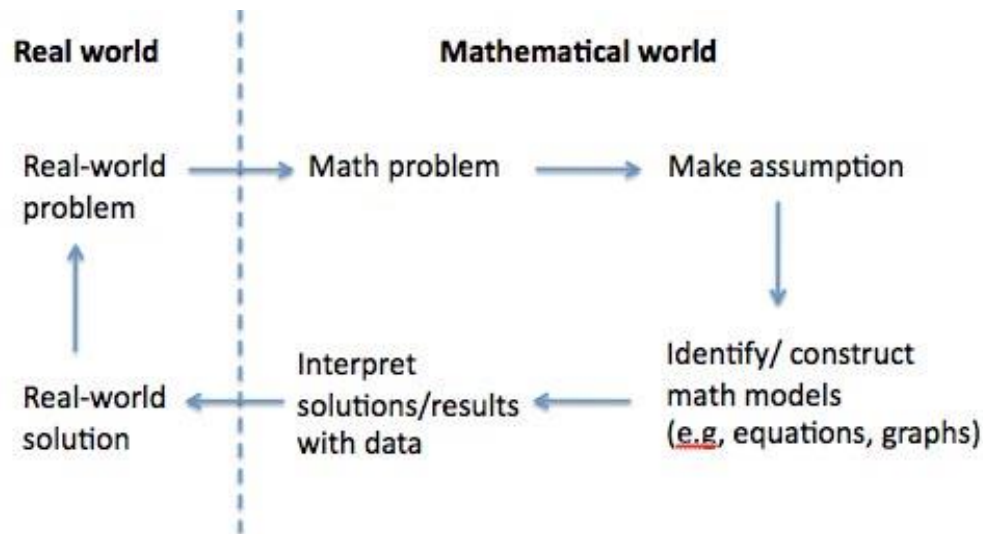 Real world
Mathematical world
Real-world
problem
Math problem
Make assumption
Identify/ construct
math models
(e.g, equations, graphs)
Interpret
solutions/results
with data
Real-world
solution